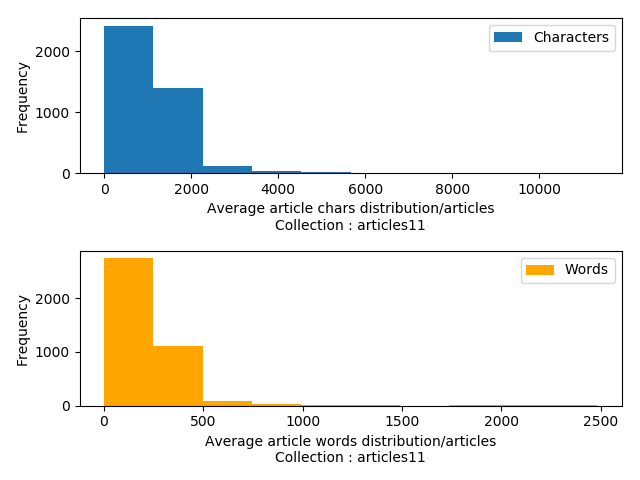 Characters
Frequency
2000
1000
0
0 2000 4000 6000 8000 10000
Average article chars distribution/articles
Collection : articles11
Words
Frequency
2000
1000
0
0 500 1000 1500 2000 2500
Average article words distribution/articles
Collection : articles11